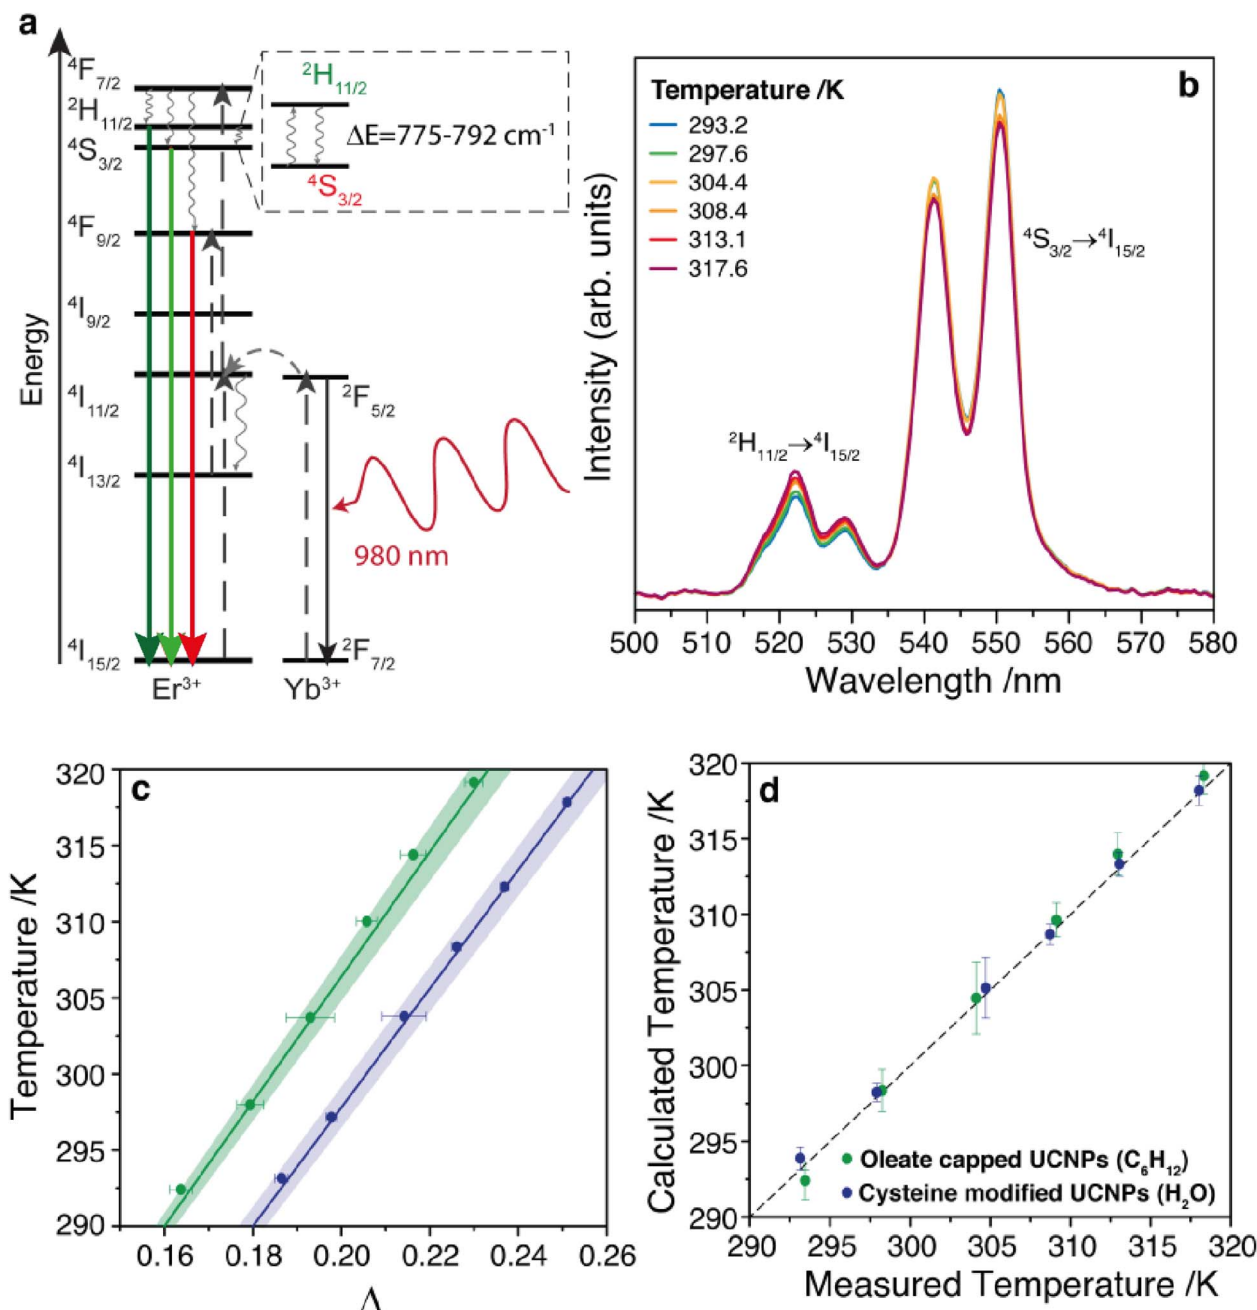 a
⁴F₇/₂
²H₁₁/₂
⁴S₃/₂
⁴F₉/₂
⁴I₉/₂
⁴I₁₁/₂
⁴I₁₃/₂
⁴I₁₅/₂
Energy
²H₁₁/₂
ΔE=775-792 cm⁻¹
⁴S₃/₂
²F₅/₂
980 nm
²F₇/₂
Er³⁺ Yb³⁺
b
Temperature /K
293.2
297.6
304.4
308.4
313.1
317.6
⁴S₃/₂→⁴I₁₅/₂
²H₁₁/₂→⁴I₁₅/₂
Intensity (arb. units)
500 510 520 530 540 550 560 570 580
Wavelength /nm
c
320
315
310
305
300
295
290
Temperature /K
0.16 0.18 0.20 0.22 0.24 0.26
Δ
d
320
315
310
305
300
295
290
Calculated Temperature /K
Oleate capped UCNPs (C₆H₁₂)
Cysteine modified UCNPs (H₂O)
290 295 300 305 310 315 320
Measured Temperature /K